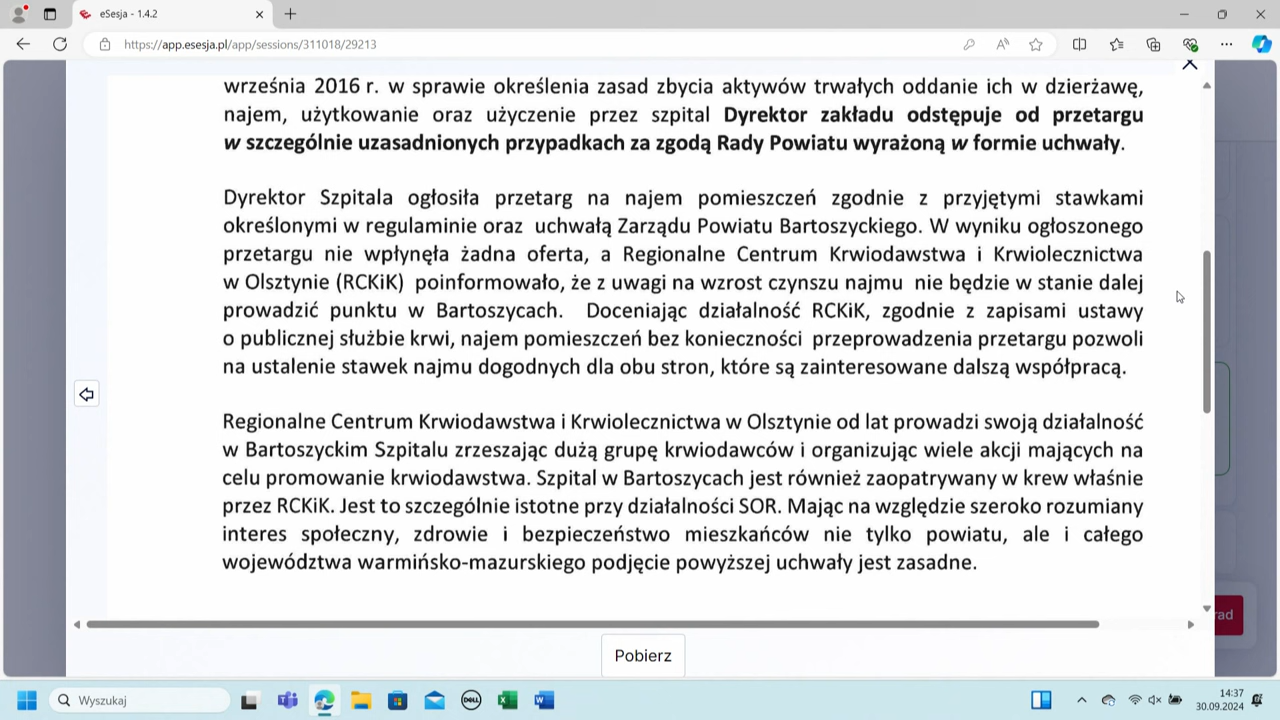 eSesja - 1.4.2
https://app.esesja.pl/app/sessions/311018/29213
września 2016 r. w sprawie określenia zasad zbycia aktywów trwałych oddanie ich w dzierżawę,
najem, użytkowanie oraz użyczenie przez szpital Dyrektor zakładu odstępuje od przetargu
w szczególnie uzasadnionych przypadkach za zgodą Rady Powiatu wyrażoną w formie uchwały.
Dyrektor Szpitala ogłosiła przetarg na najem pomieszczeń zgodnie z przyjętymi stawkami
określonymi w regulaminie oraz uchwałą Zarządu Powiatu Bartoszyckiego. W wyniku ogłoszonego
przetargu nie wpłynęła żadna oferta, a Regionalne Centrum Krwiodawstwa i Krwiolecznictwa
w Olsztynie (RCKiK) poinformowało, że z uwagi na wzrost czynszu najmu nie będzie w stanie dalej
prowadzić punktu w Bartoszycach. Doceniając działalność RCKiK, zgodnie z zapisami ustawy
o publicznej służbie krwi, najem pomieszczeń bez konieczności przeprowadzenia przetargu pozwoli
na ustalenie stawek najmu dogodnych dla obu stron, które są zainteresowane dalszą współpracą.
Regionalne Centrum Krwiodawstwa i Krwiolecznictwa w Olsztynie od lat prowadzi swoją działalność
w Bartoszyckim Szpitalu zrzeszając dużą grupę krwiodawców i organizując wiele akcji mających na
celu promowanie krwiodawstwa. Szpital w Bartoszycach jest również zaopatrywany w krew właśnie
przez RCKiK. Jest to szczególnie istotne przy działalności SOR. Mając na względzie szeroko rozumiany
interes społeczny, zdrowie i bezpieczeństwo mieszkańców nie tylko powiatu, ale i całego
województwa warmińsko-mazurskiego podjęcie powyższej uchwały jest zasadne.
rad
Pobierz
Wyszukaj
DELL
14:37
30.09.2024